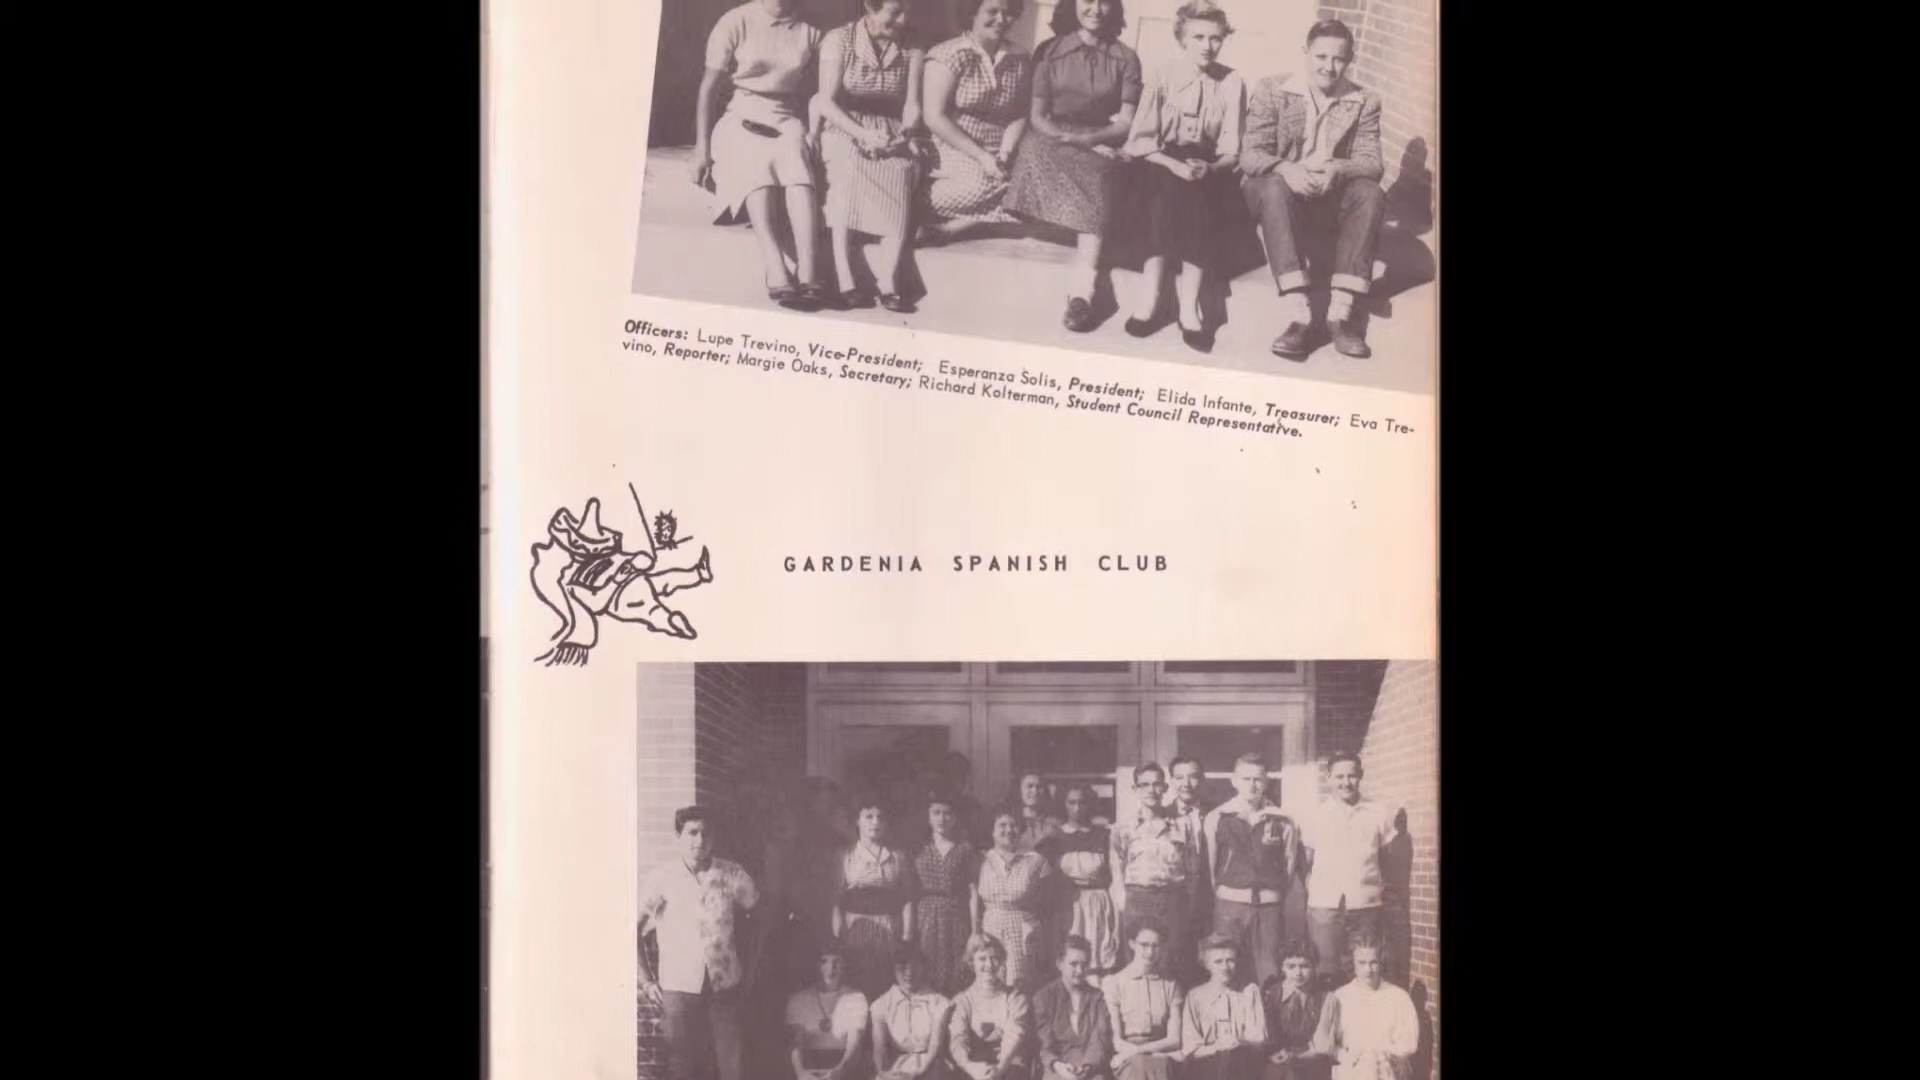 Officers: Lupe Trevino, Vice-President; Esperanza Solis, President; Elida Infante, Treasurer; Eva Tre-
vino, Reporter; Margie Oaks, Secretary; Richard Kolterman, Student Council Representative.
GARDENIA SPANISH CLUB